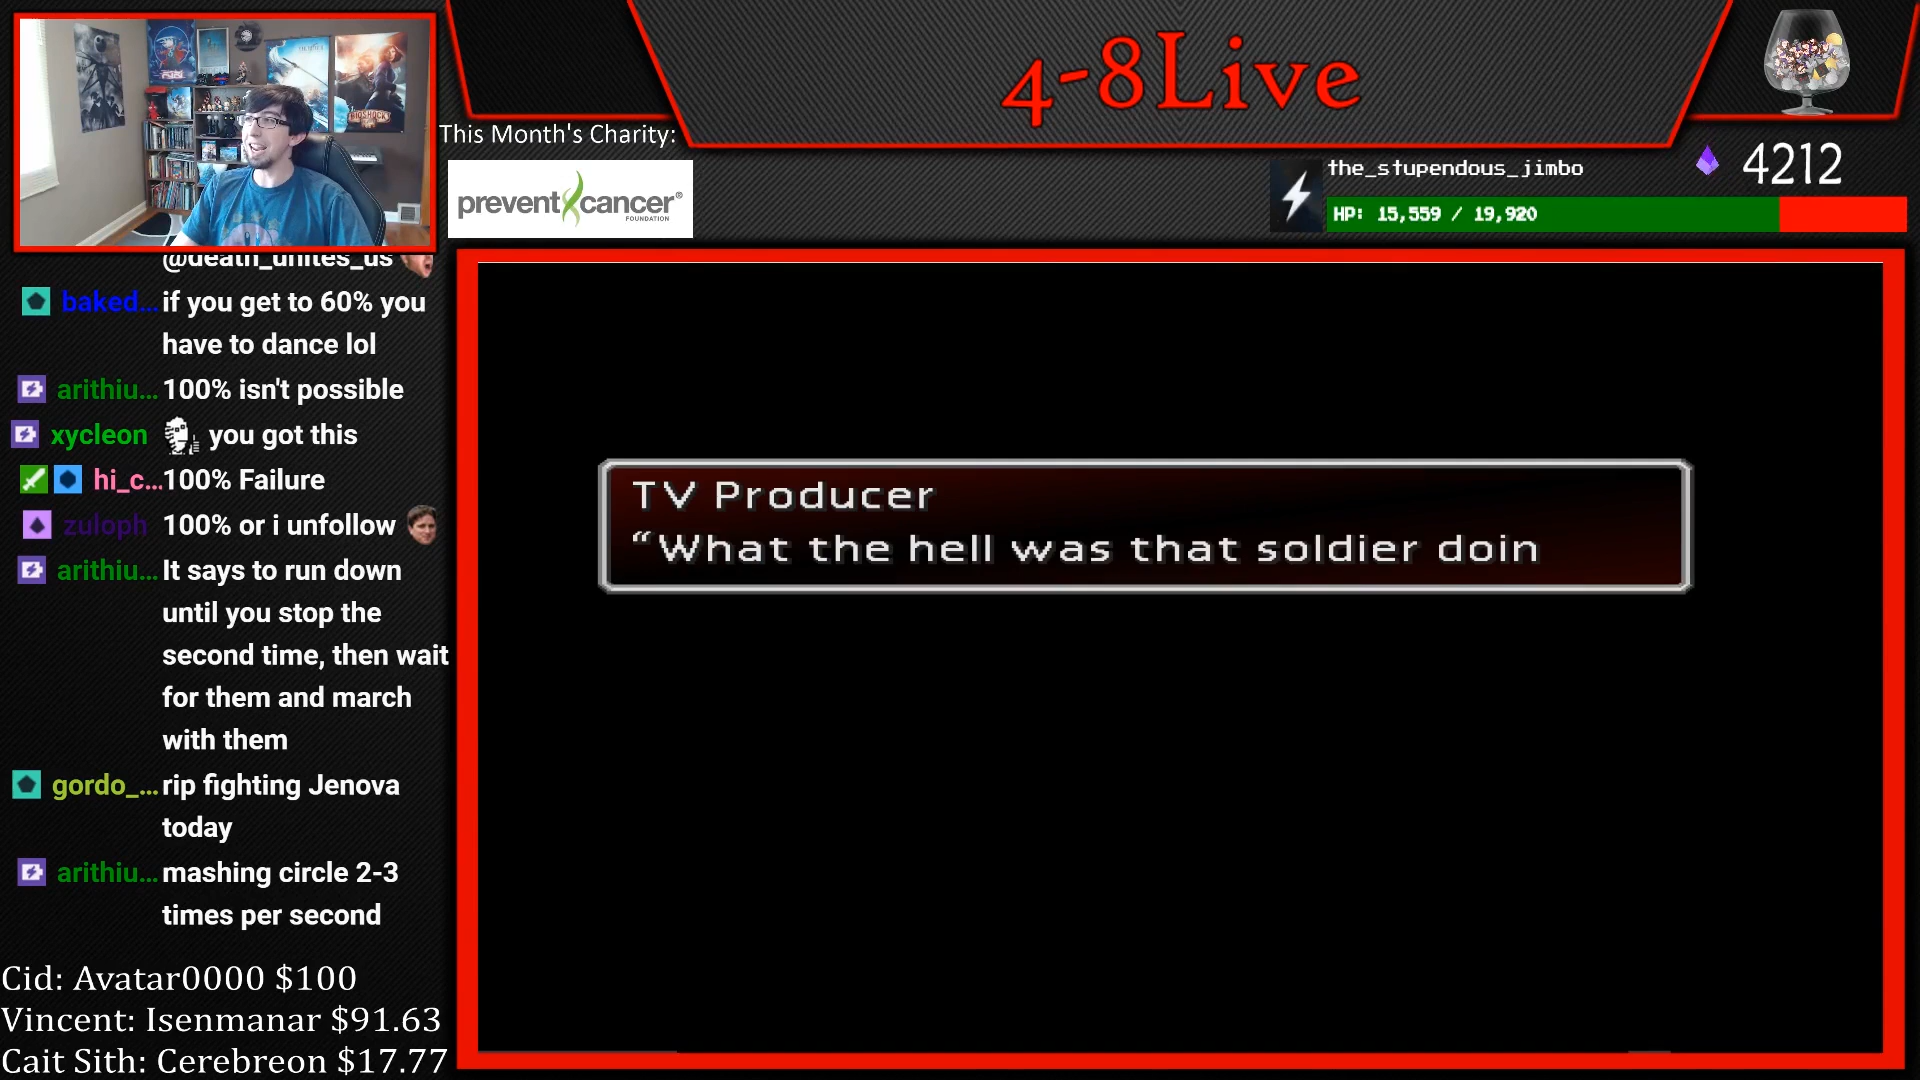 4-8Live
This Month's Charity:
prevent cancer®
FOUNDATION
the_stupendous_jimbo
4212
HP: 15,559 / 19,920
BIOSHOCK
@death_unites_us
baked... if you get to 60% you
have to dance lol
arithiu... 100% isn't possible
xycleon you got this
hi_c... 100% Failure
zuloph 100% or i unfollow
arithiu... It says to run down
until you stop the
second time, then wait
for them and march
with them
gordo_... rip fighting Jenova
today
arithiu... mashing circle 2-3
times per second
TV Producer
“What the hell was that soldier doin
Cid: Avatar0000 $100
Vincent: Isenmanar $91.63
Cait Sith: Cerebreon $17.77